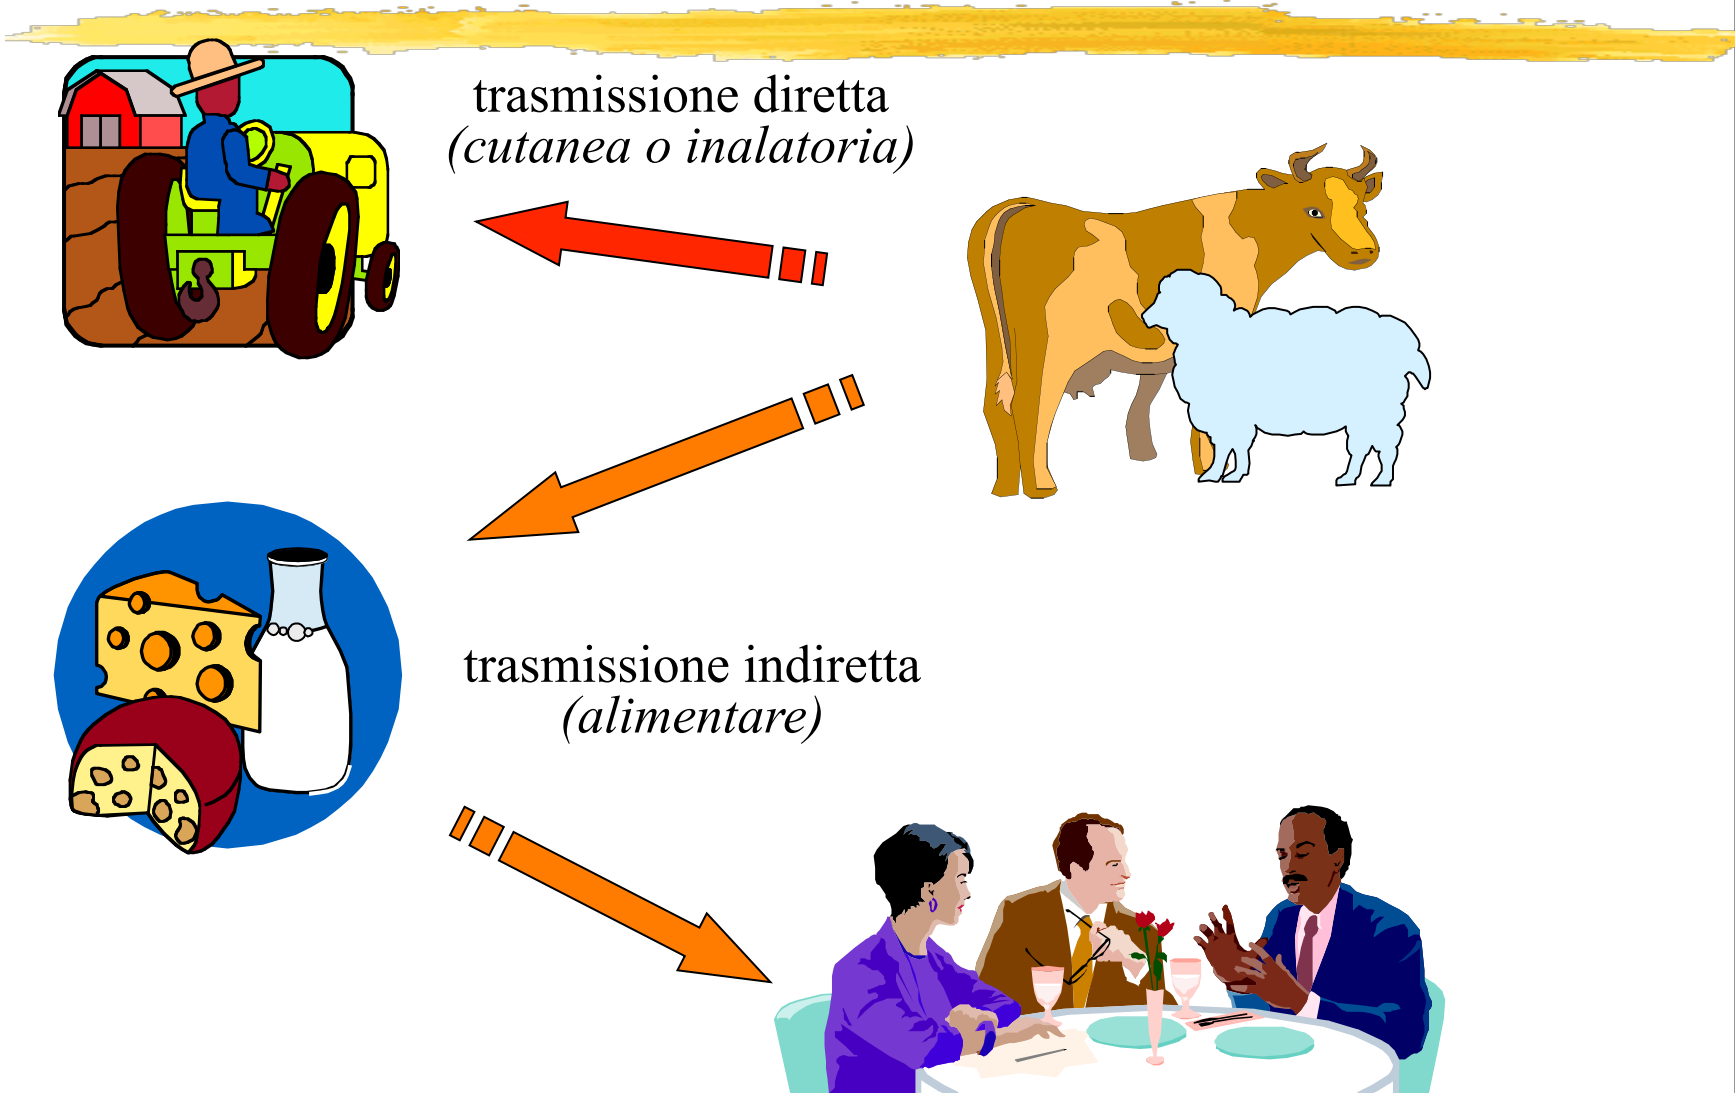 trasmissione diretta
(cutanea o inalatoria)
trasmissione indiretta
(alimentare)